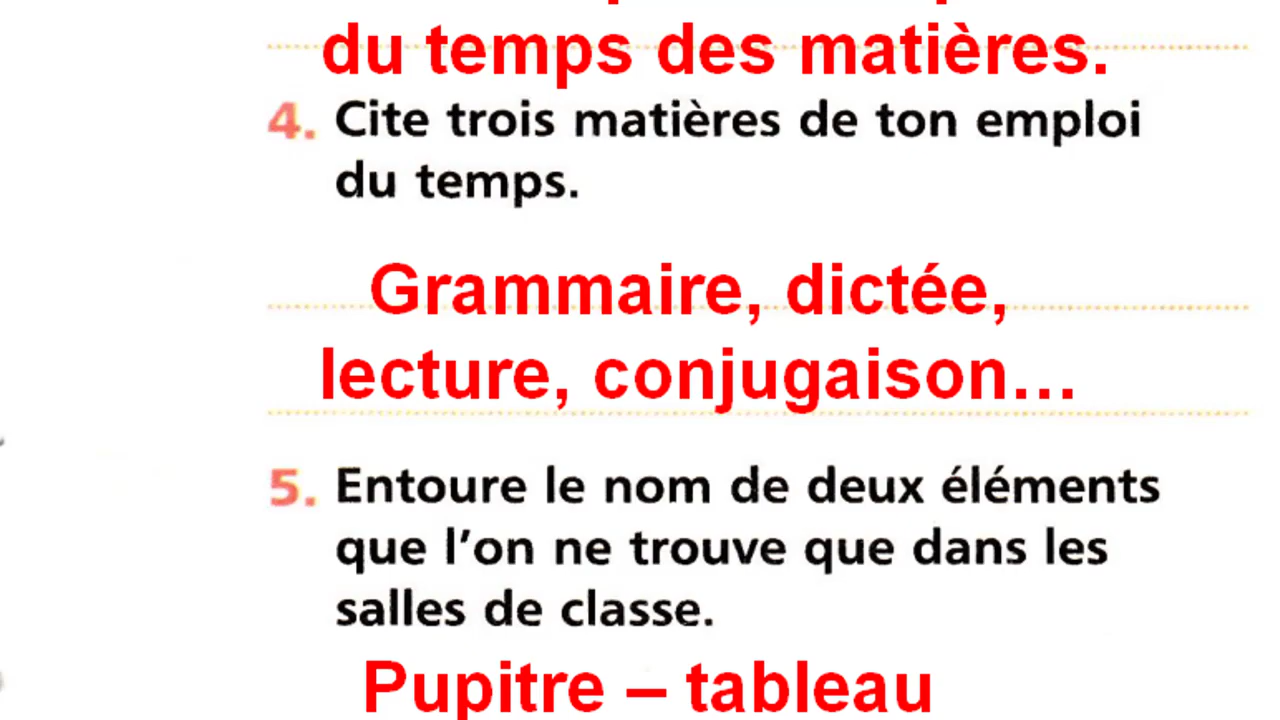 du temps des matières.
4. Cite trois matières de ton emploi
du temps.
Grammaire, dictée,
lecture, conjugaison...
5. Entoure le nom de deux éléments
que l'on ne trouve que dans les
salles de classe.
Pupitre – tableau